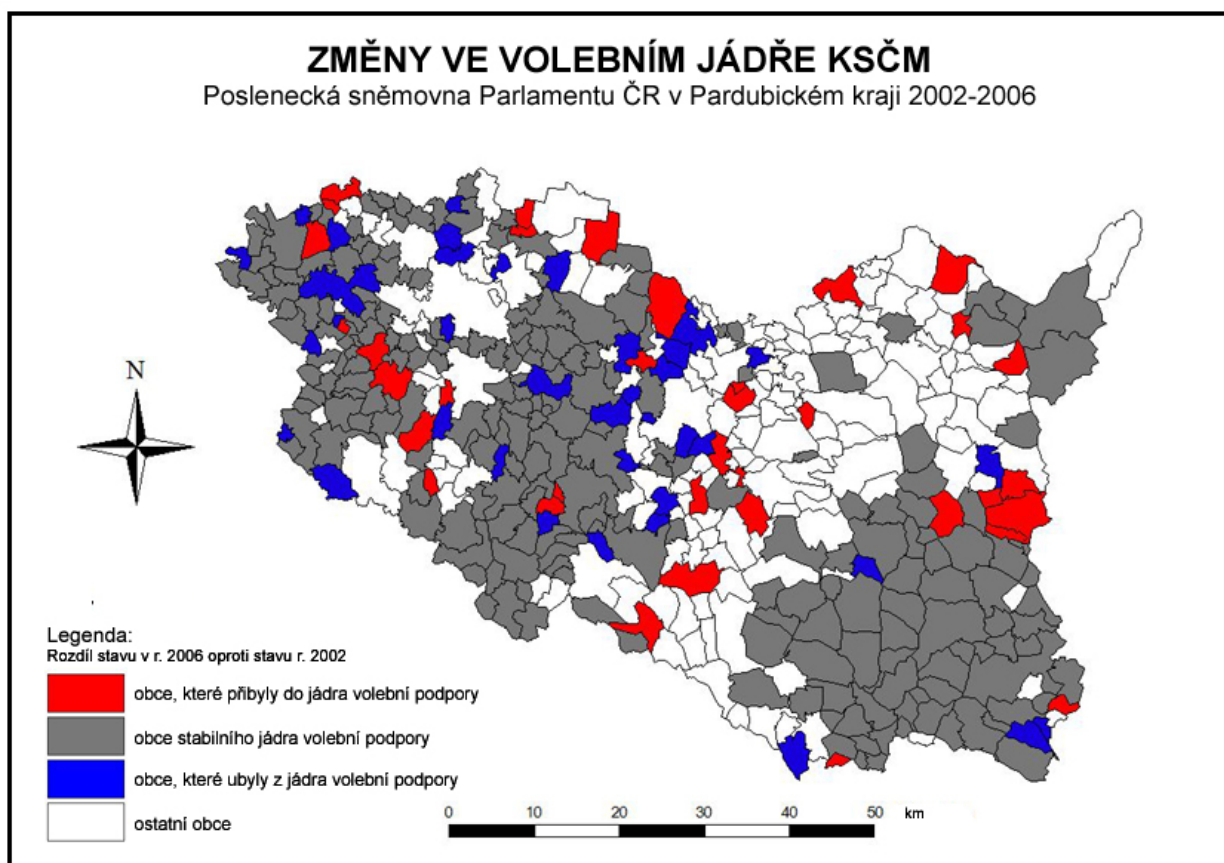 ZMĚNY VE VOLEBNÍM JÁDŘE KSČM
Poslenecká sněmovna Parlamentu ČR v Pardubickém kraji 2002-2006
N
Legenda:
Rozdíl stavu v r. 2006 oproti stavu r. 2002
obce, které přibyly do jádra volební podpory
obce stabilního jádra volební podpory
obce, které ubyly z jádra volební podpory
ostatní obce
0 10 20 30 40 50 km